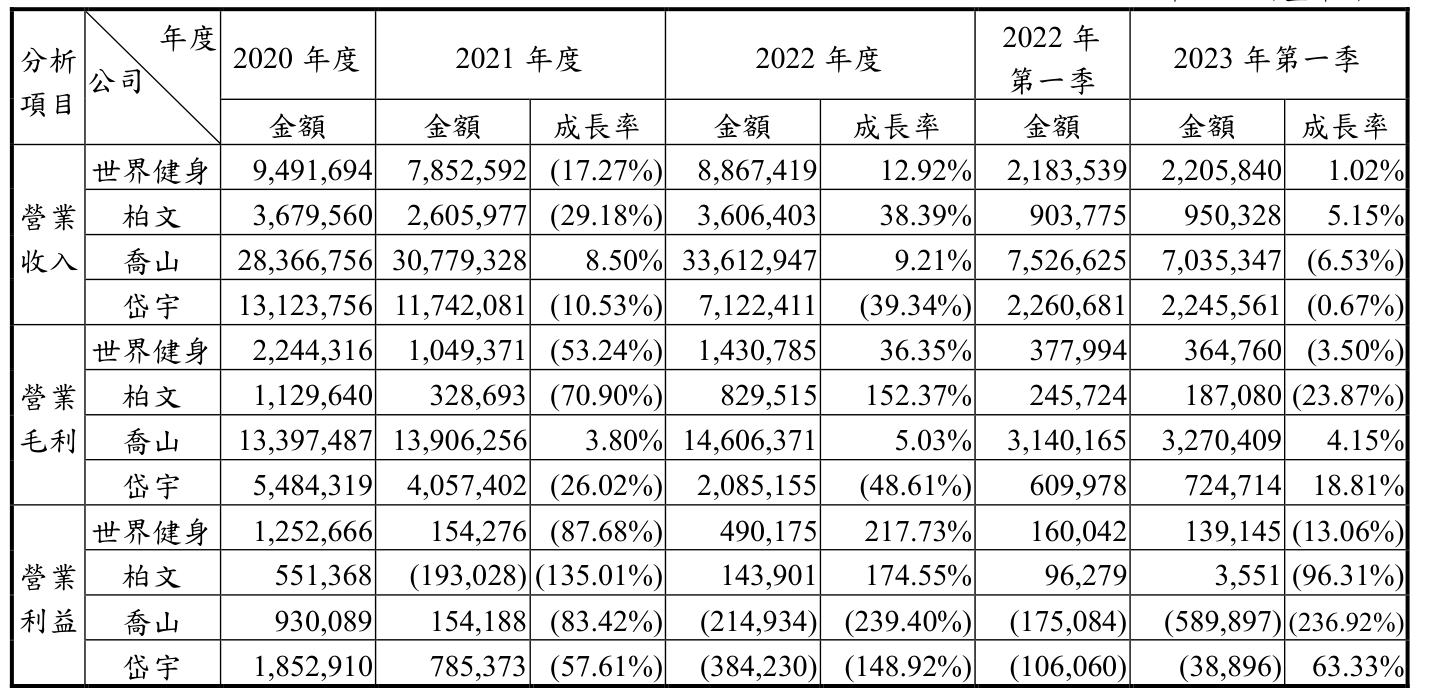 分析項目 公司 年度 2020 年度 2021 年度 2022 年度 2022 年第一季 2023 年第一季
金額 金額 成長率 金額 成長率 金額 金額 成長率
營業收入
世界健身 9,491,694 7,852,592 (17.27%) 8,867,419 12.92% 2,183,539 2,205,840 1.02%
柏文 3,679,560 2,605,977 (29.18%) 3,606,403 38.39% 903,775 950,328 5.15%
喬山 28,366,756 30,779,328 8.50% 33,612,947 9.21% 7,526,625 7,035,347 (6.53%)
岱宇 13,123,756 11,742,081 (10.53%) 7,122,411 (39.34%) 2,260,681 2,245,561 (0.67%)
營業毛利
世界健身 2,244,316 1,049,371 (53.24%) 1,430,785 36.35% 377,994 364,760 (3.50%)
柏文 1,129,640 328,693 (70.90%) 829,515 152.37% 245,724 187,080 (23.87%)
喬山 13,397,487 13,906,256 3.80% 14,606,371 5.03% 3,140,165 3,270,409 4.15%
岱宇 5,484,319 4,057,402 (26.02%) 2,085,155 (48.61%) 609,978 724,714 18.81%
營業利益
世界健身 1,252,666 154,276 (87.68%) 490,175 217.73% 160,042 139,145 (13.06%)
柏文 551,368 (193,028) (135.01%) 143,901 174.55% 96,279 3,551 (96.31%)
喬山 930,089 154,188 (83.42%) (214,934) (239.40%) (175,084) (589,897) (236.92%)
岱宇 1,852,910 785,373 (57.61%) (384,230) (148.92%) (106,060) (38,896) 63.33%